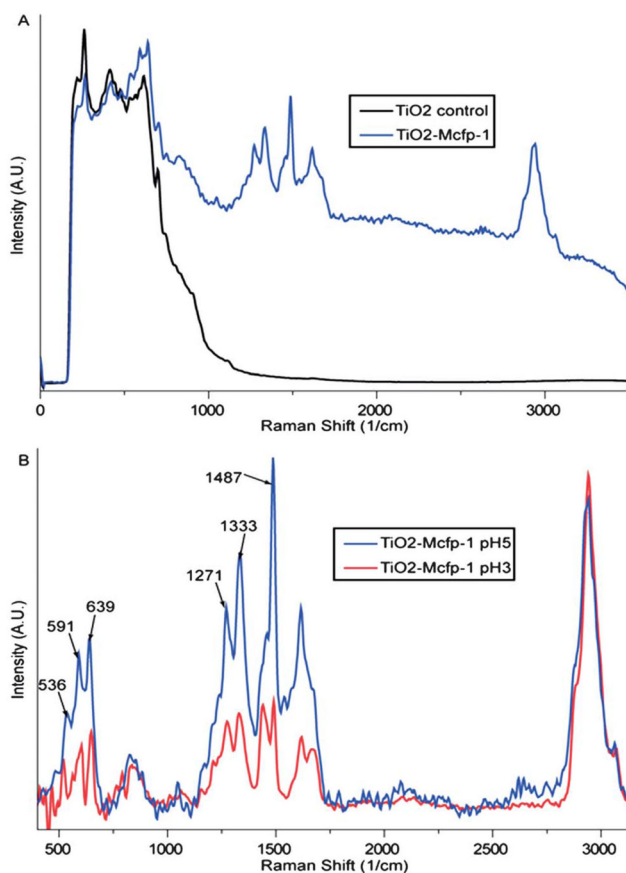 A
TiO2 control
TiO2-Mcfp-1
Intensity (A.U.)
0
1000
2000
3000
Raman Shift (1/cm)
B
1487
1333
1271
639
591
536
TiO2-Mcfp-1 pH5
TiO2-Mcfp-1 pH3
Intensity (A.U.)
500
1000
1500
2000
2500
3000
Raman Shift (1/cm)